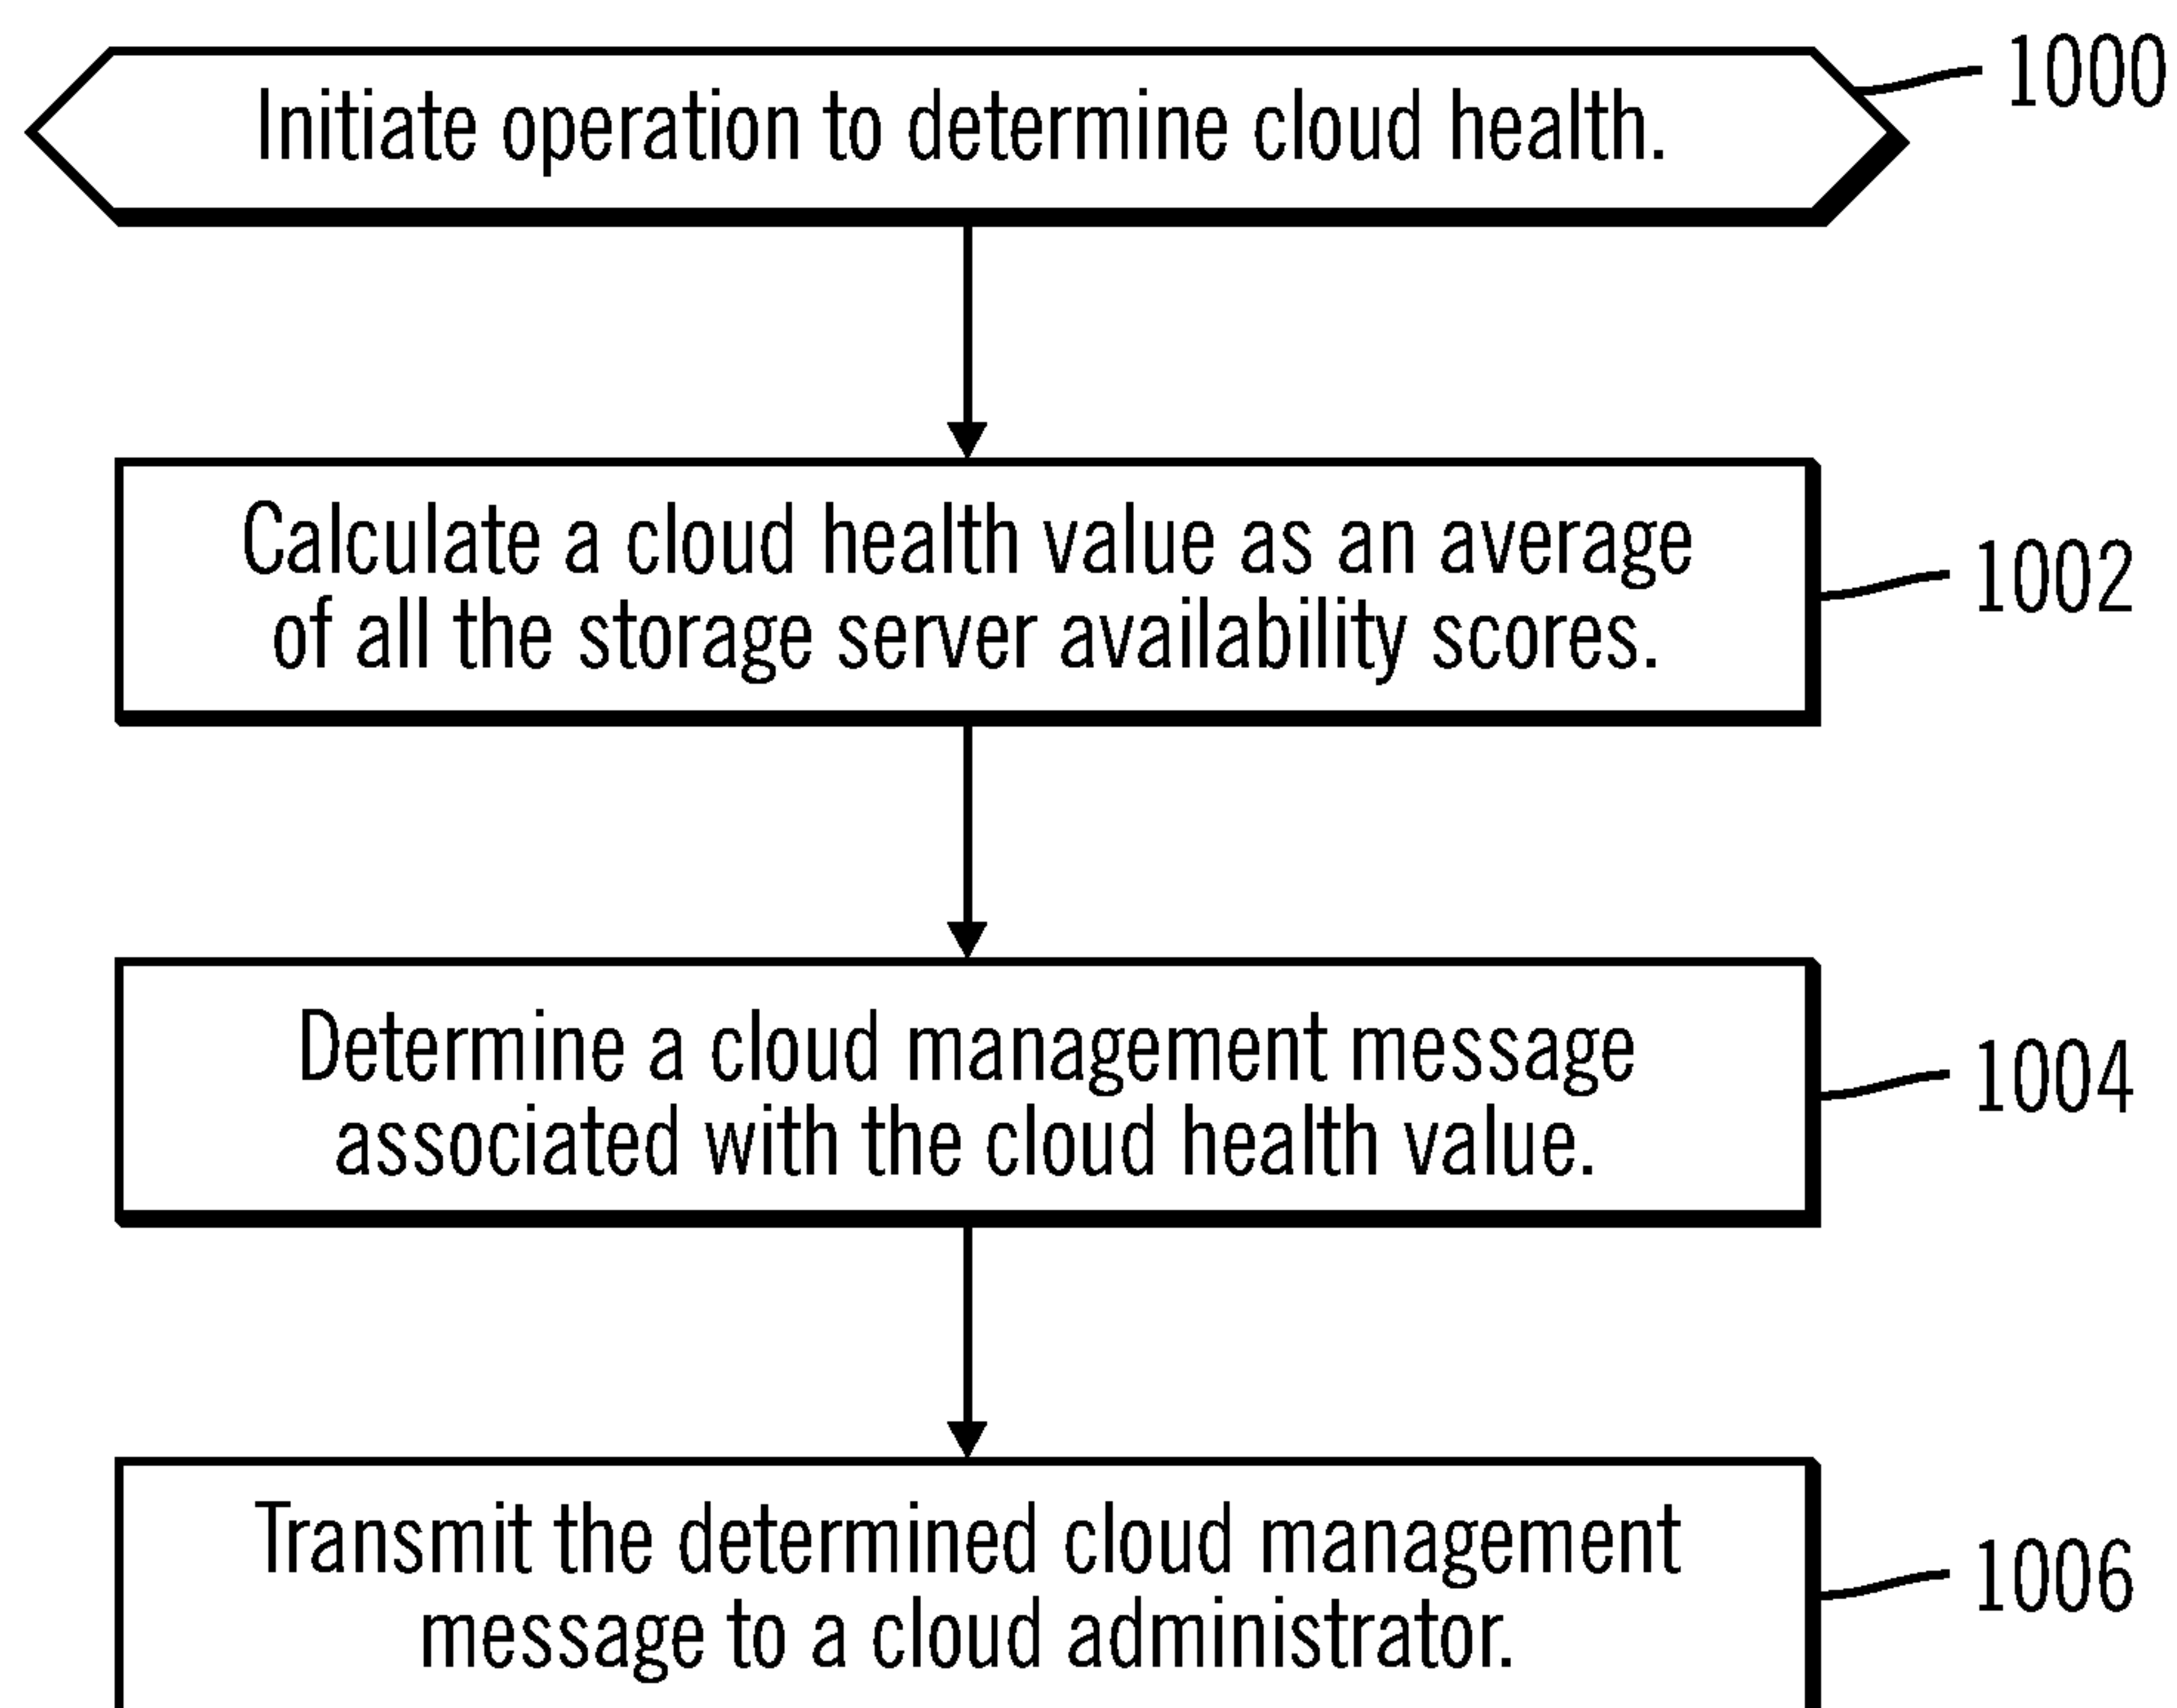 Initiate operation to determine cloud health.
1000
Calculate a cloud health value as an average
of all the storage server availability scores.
1002
Determine a cloud management message
associated with the cloud health value.
1004
Transmit the determined cloud management
message to a cloud administrator.
1006